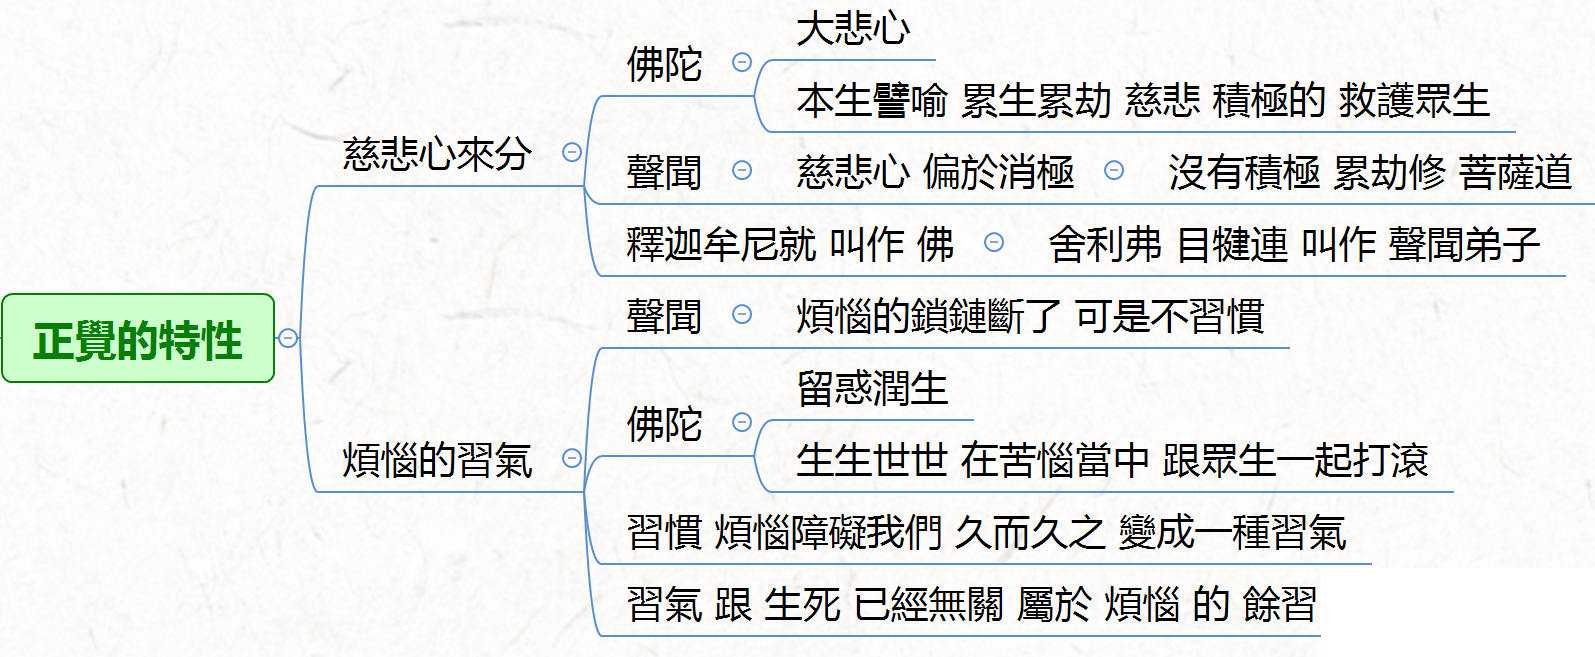 大悲心
佛陀
本生譬喻 累生累劫 慈悲 積極的 救護眾生
慈悲心來分
聲聞 慈悲心 偏於消極 沒有積極 累劫修 菩薩道
釋迦牟尼就 叫作 佛 舍利弗 目犍連 叫作 聲聞弟子
正覺的特性
聲聞 煩惱的鎖鏈斷了 可是不習慣
留惑潤生
佛陀
生生世世 在苦惱當中 跟眾生一起打滾
煩惱的習氣
習慣 煩惱障礙我們 久而久之 變成一種習氣
習氣 跟 生死 已經無關 屬於 煩惱 的 餘習